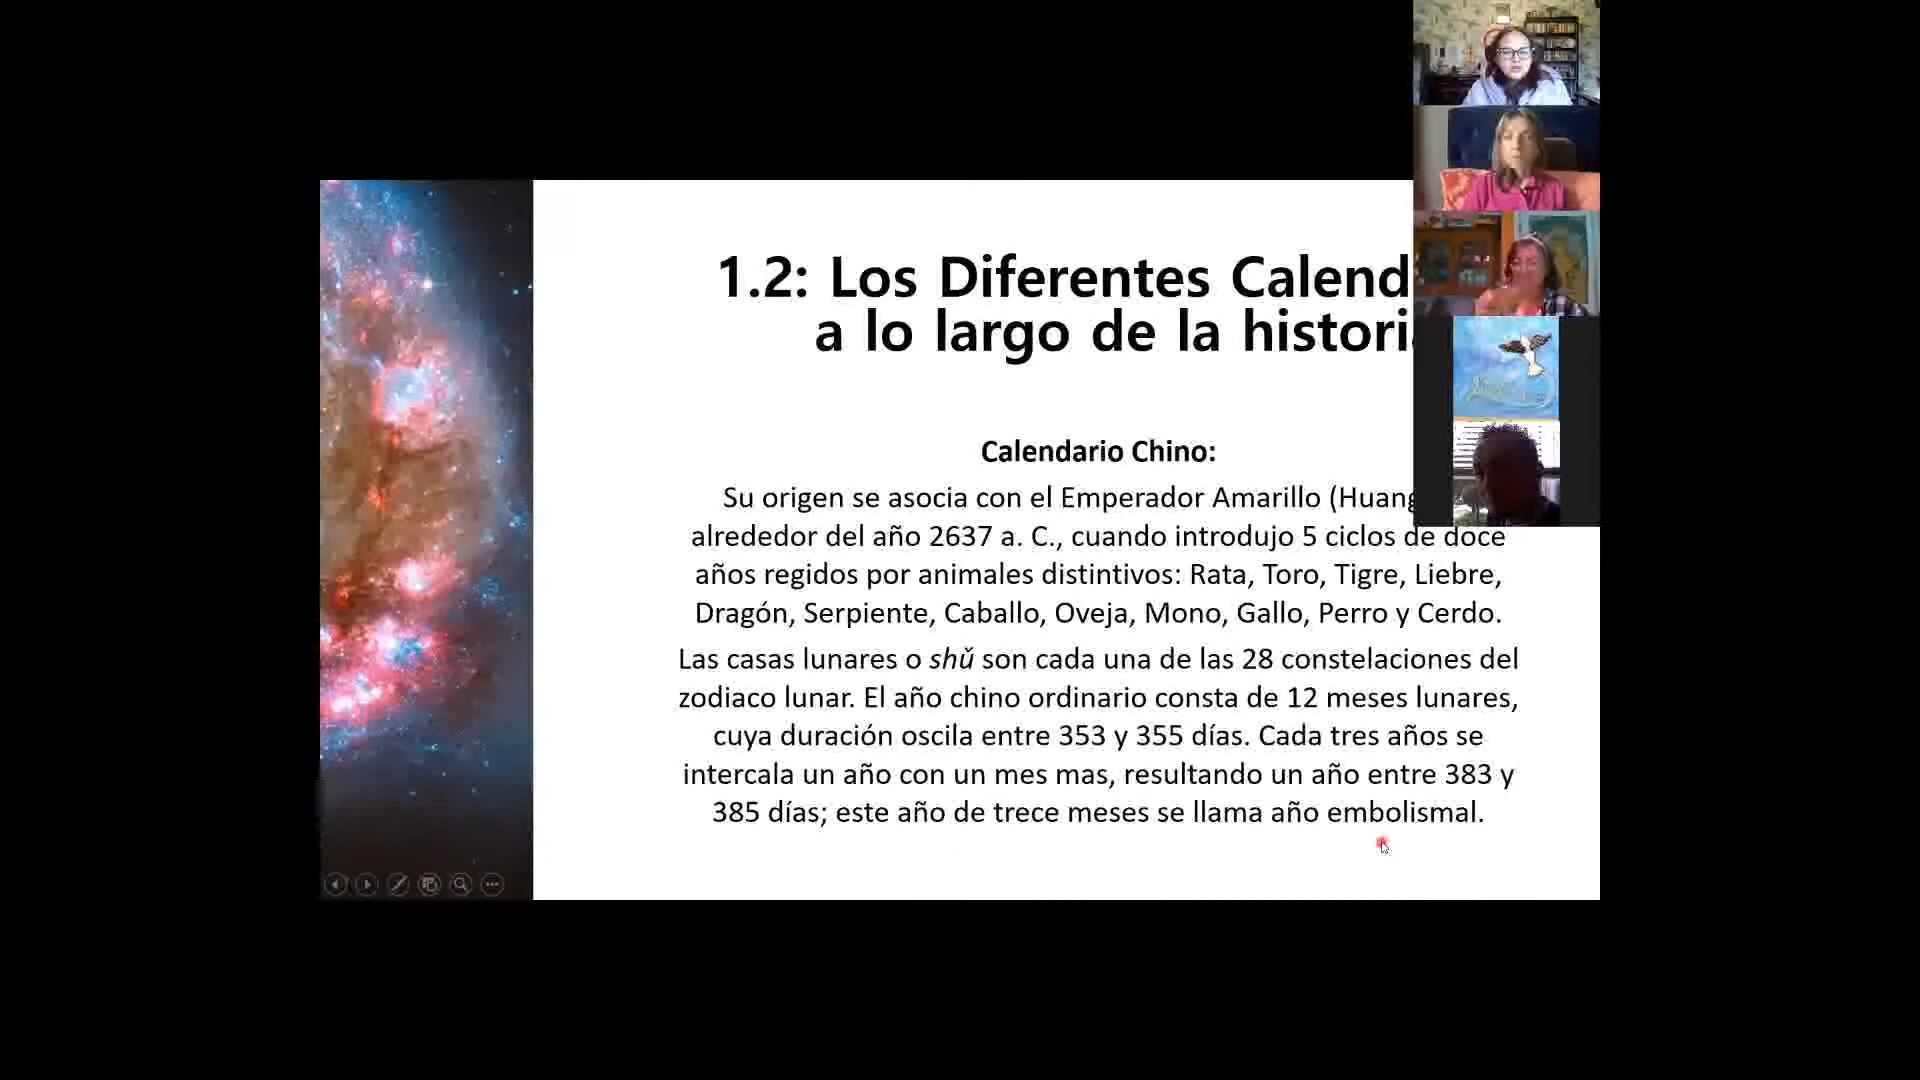 1.2: Los Diferentes Calend
a lo largo de la histori
Calendario Chino:
Su origen se asocia con el Emperador Amarillo (Huang
alrededor del año 2637 a. C., cuando introdujo 5 ciclos de doce
años regidos por animales distintivos: Rata, Toro, Tigre, Liebre,
Dragón, Serpiente, Caballo, Oveja, Mono, Gallo, Perro y Cerdo.
Las casas lunares o shǔ son cada una de las 28 constelaciones del
zodiaco lunar. El año chino ordinario consta de 12 meses lunares,
cuya duración oscila entre 353 y 355 días. Cada tres años se
intercala un año con un mes mas, resultando un año entre 383 y
385 días; este año de trece meses se llama año embolismal.